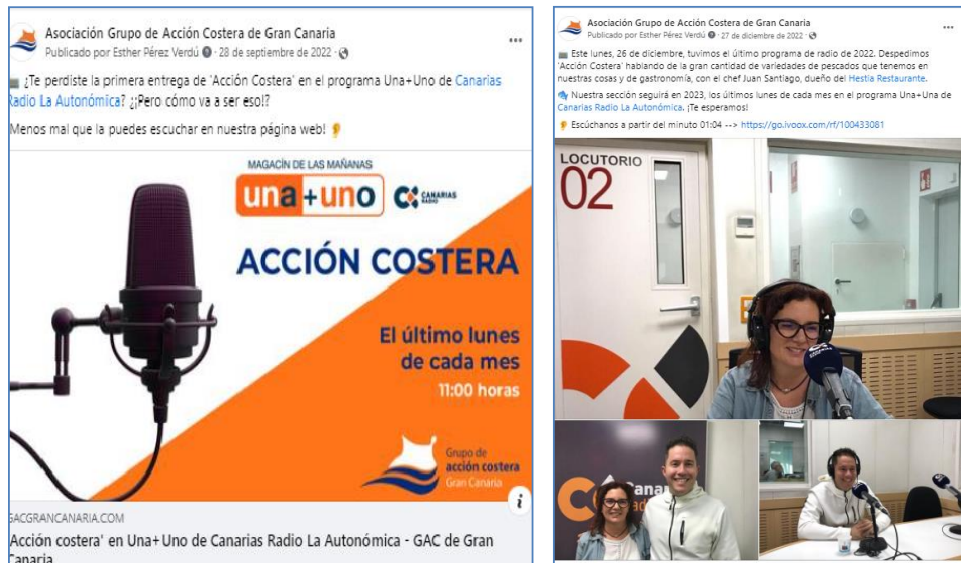 Asociación Grupo de Acción Costera de Gran Canaria
Publicado por Esther Pérez Verdú · 28 de septiembre de 2022 ·
¿Te perdiste la primera entrega de 'Acción Costera' en el programa Una+Uno de Canarias
Radio La Autonómica? ¿¡Pero cómo va a ser eso!?
Menos mal que la puedes escuchar en nuestra página web!
MAGACÍN DE LAS MAÑANAS
una+uno CANARIAS RADIO
ACCIÓN COSTERA
El último lunes
de cada mes
11:00 horas
Grupo de
acción costera
Gran Canaria
GACGRANCANARIA.COM
'Acción costera' en Una+Uno de Canarias Radio La Autonómica - GAC de Gran
Canaria
Asociación Grupo de Acción Costera de Gran Canaria
Publicado por Esther Pérez Verdú · 27 de diciembre de 2022 ·
Este lunes, 26 de diciembre, tuvimos el último programa de radio de 2022. Despedimos
'Acción Costera' hablando de la gran cantidad de variedades de pescados que tenemos en
nuestras cosas y de gastronomía, con el chef Juan Santiago, dueño del Hestia Restaurante.
Nuestra sección seguirá en 2023, los últimos lunes de cada mes en el programa Una+Una de
Canarias Radio La Autonómica. ¡Te esperamos!
Escúchanos a partir del minuto 01:04 --> https://go.ivoox.com/rf/100433081
LOCUTORIO
02